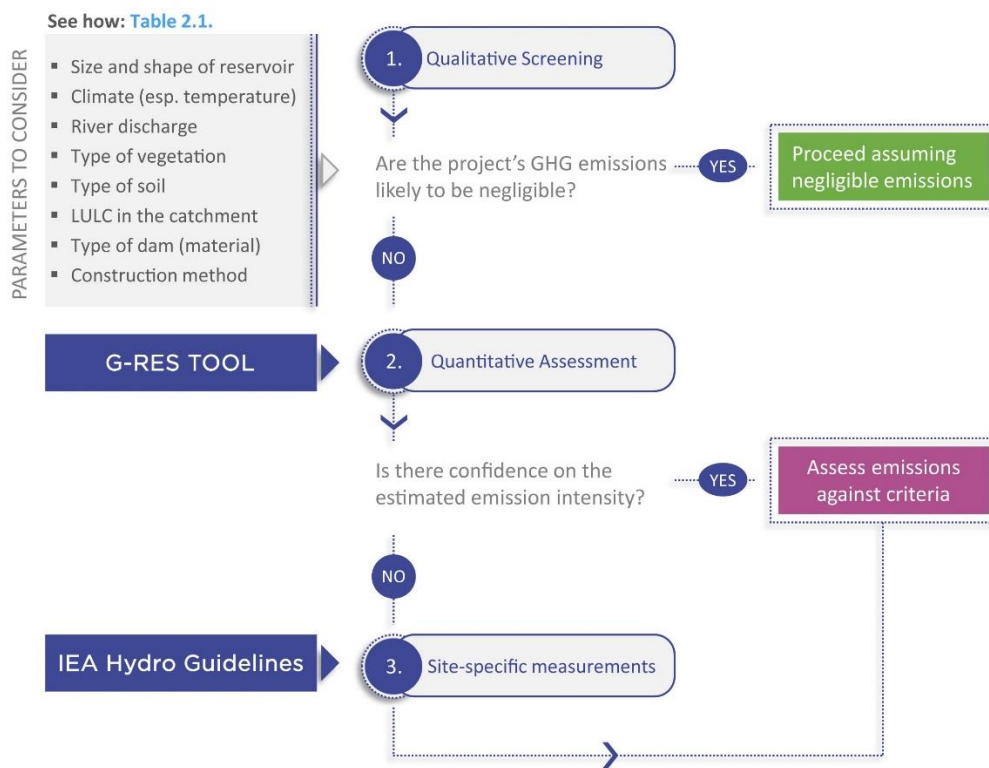 See how: Table 2.1.
PARAMETERS TO CONSIDER
▪ Size and shape of reservoir
▪ Climate (esp. temperature)
▪ River discharge
▪ Type of vegetation
▪ Type of soil
▪ LULC in the catchment
▪ Type of dam (material)
▪ Construction method
1. Qualitative Screening
Are the project's GHG emissions
likely to be negligible?
YES
Proceed assuming
negligible emissions
NO
G-RES TOOL
2. Quantitative Assessment
Is there confidence on the
estimated emission intensity?
YES
Assess emissions
against criteria
NO
IEA Hydro Guidelines
3. Site-specific measurements